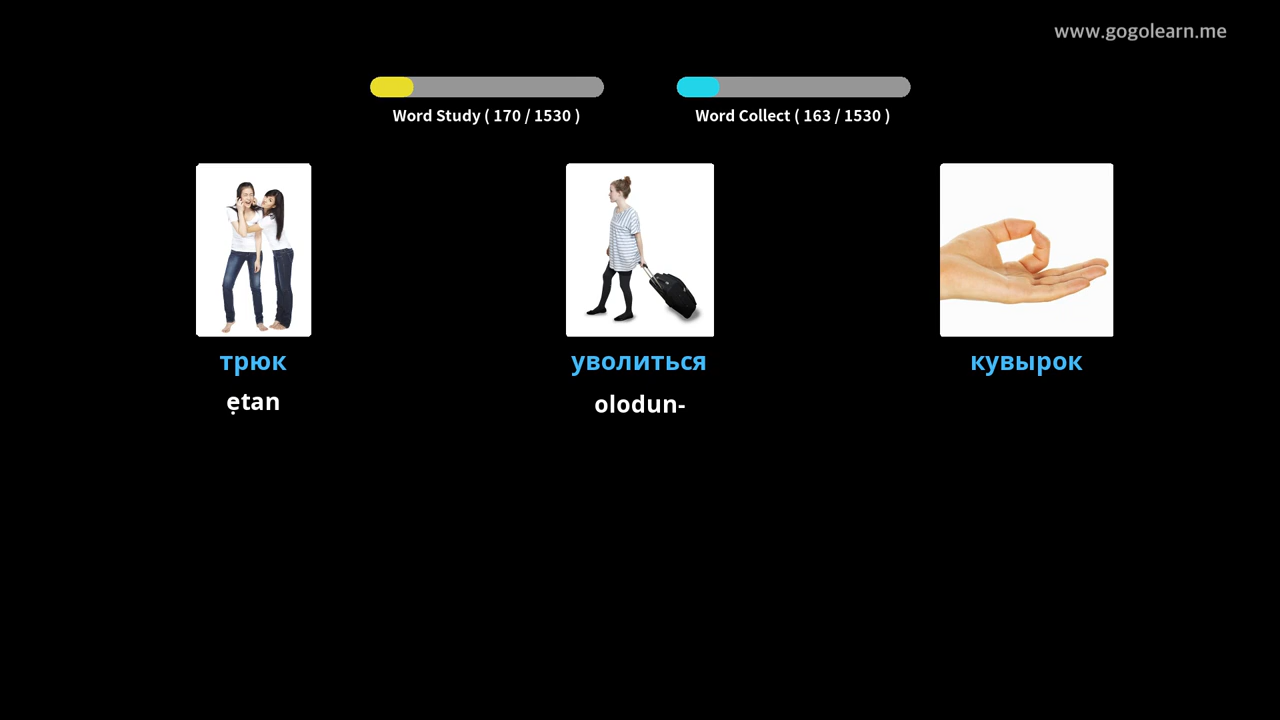 www.gogolearn.me
Word Study ( 170 / 1530 )
Word Collect ( 163 / 1530 )
трюк
уволиться
кувырок
ẹtan
olodun-